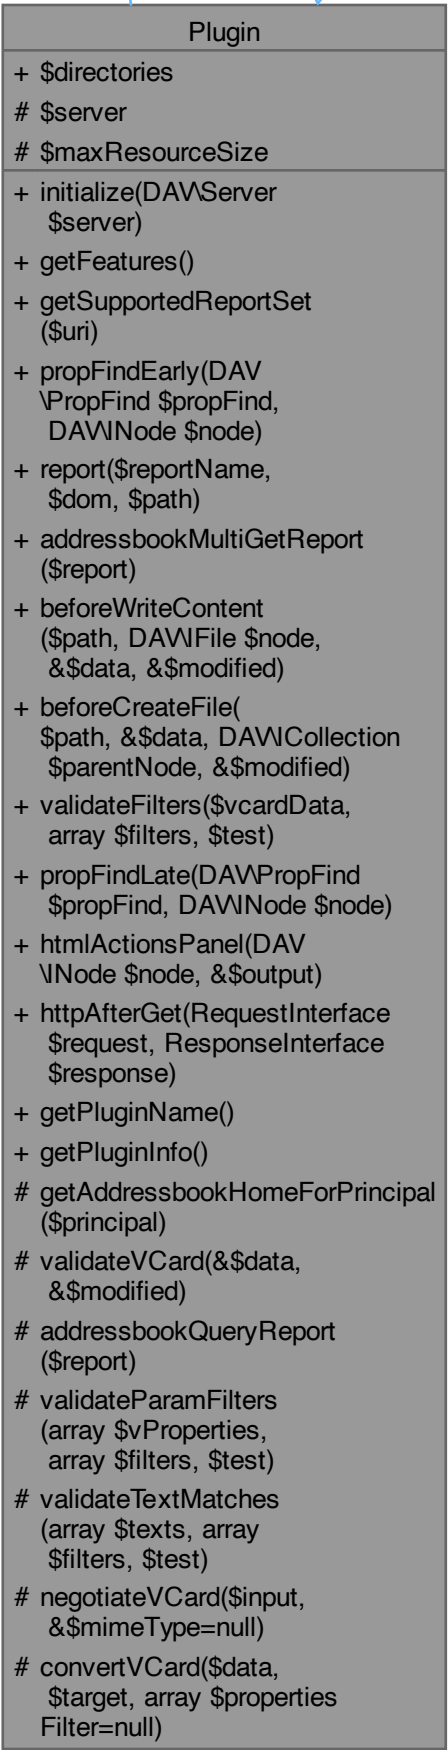 Plugin
+ $directories
# $server
# $maxResourceSize
+ initialize(DAV\Server
$server)
+ getFeatures()
+ getSupportedReportSet
($uri)
+ propFindEarly(DAV
\PropFind $propFind,
DAV\INode $node)
+ report($reportName,
$dom, $path)
+ addressbookMultiGetReport
($report)
+ beforeWriteContent
($path, DAV\IFile $node,
&$data, &$modified)
+ beforeCreateFile(
$path, &$data, DAV\ICollection
$parentNode, &$modified)
+ validateFilters($vcardData,
array $filters, $test)
+ propFindLate(DAV\PropFind
$propFind, DAV\INode $node)
+ htmlActionsPanel(DAV
\INode $node, &$output)
+ httpAfterGet(RequestInterface
$request, ResponseInterface
$response)
+ getPluginName()
+ getPluginInfo()
# getAddressbookHomeForPrincipal
($principal)
# validateVCard(&$data,
&$modified)
# addressbookQueryReport
($report)
# validateParamFilters
(array $vProperties,
array $filters, $test)
# validateTextMatches
(array $texts, array
$filters, $test)
# negotiateVCard($input,
&$mimeType=null)
# convertVCard($data,
$target, array $properties
Filter=null)